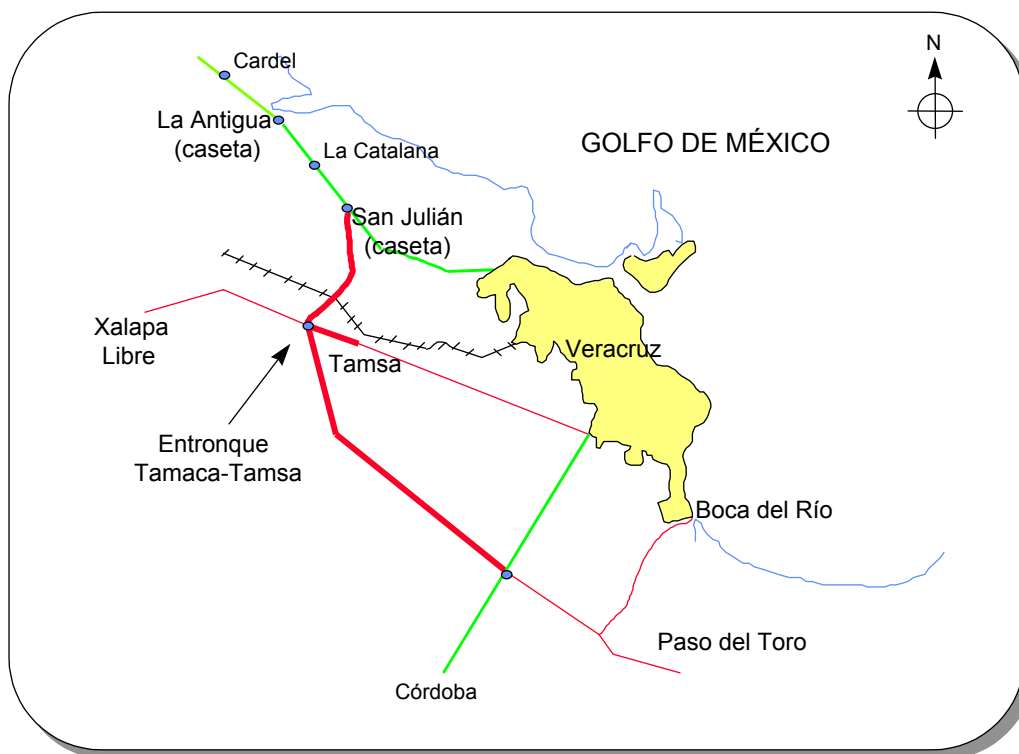 N
Cardel
La Antigua
(caseta)
GOLFO DE MÉXICO
La Catalana
San Julián
(caseta)
Xalapa
Libre
Tamsa
Veracruz
Entronque
Tamaca-Tamsa
Boca del Río
Paso del Toro
Córdoba